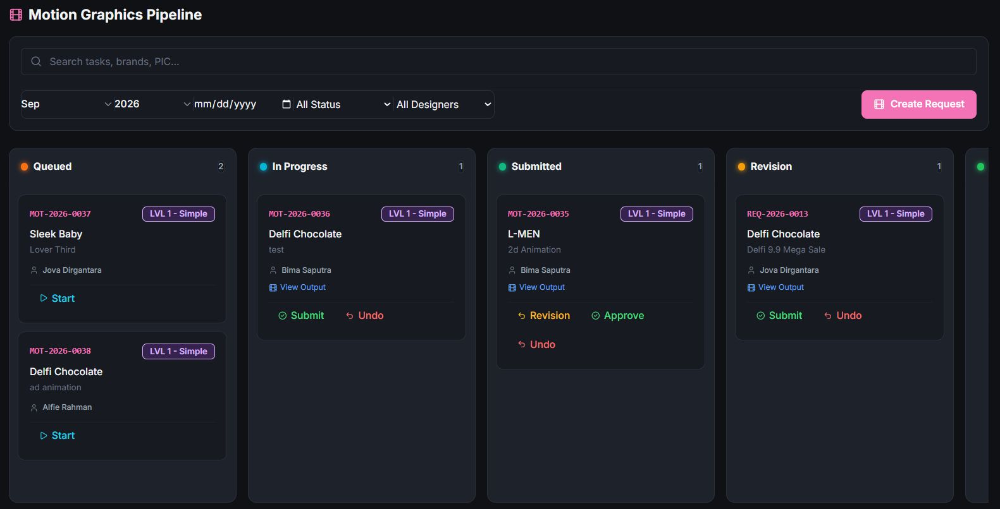 Motion Graphics Pipeline
Search tasks, brands, PIC...
Sep 2026 mm/dd/yyyy All Status All Designers Create Request
Queued 2
MOT-2026-0037 LVL 1 - Simple
Sleek Baby
Lover Third
Jova Dirgantara
Start
MOT-2026-0038 LVL 1 - Simple
Delfi Chocolate
ad animation
Alfie Rahman
Start
In Progress 1
MOT-2026-0036 LVL 1 - Simple
Delfi Chocolate
test
Bima Saputra
View Output
Submit Undo
Submitted 1
MOT-2026-0035 LVL 1 - Simple
L-MEN
2d Animation
Bima Saputra
View Output
Revision Approve
Undo
Revision 1
REQ-2026-0013 LVL 1 - Simple
Delfi Chocolate
Delfi 9.9 Mega Sale
Jova Dirgantara
View Output
Submit Undo